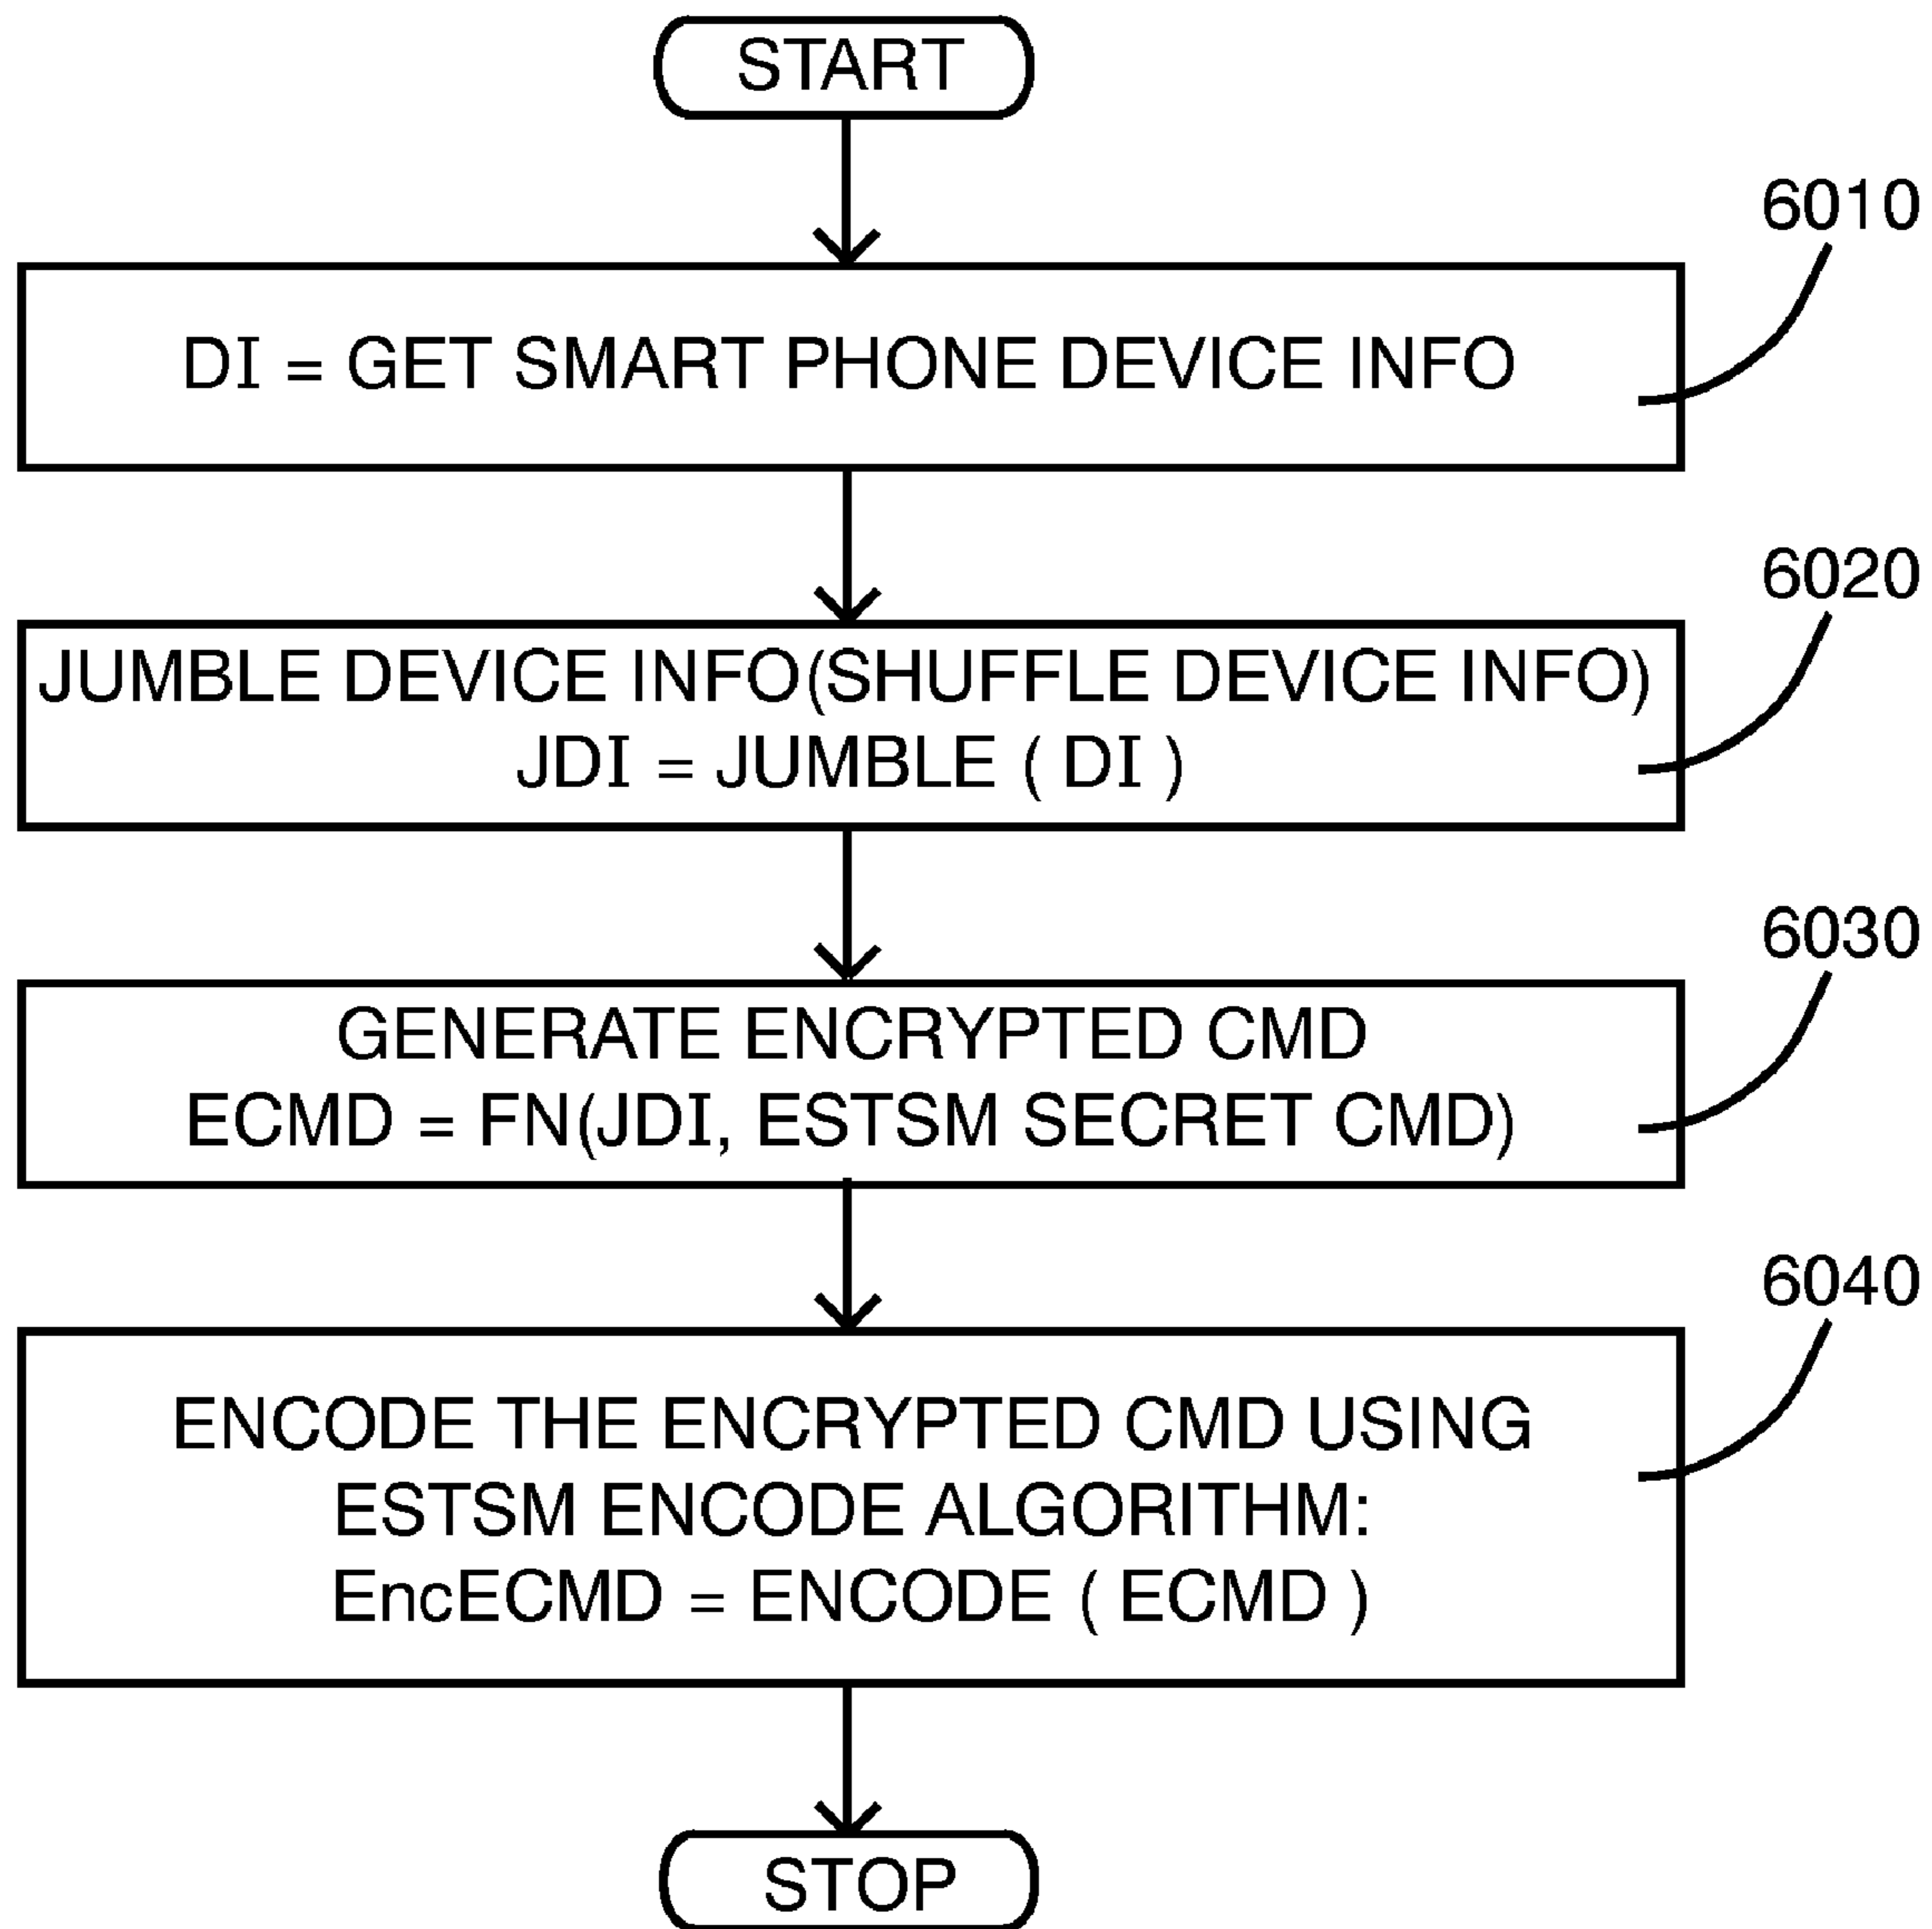 START
6010
DI = GET SMART PHONE DEVICE INFO
6020
JUMBLE DEVICE INFO(SHUFFLE DEVICE INFO)
JDI = JUMBLE ( DI )
6030
GENERATE ENCRYPTED CMD
ECMD = FN(JDI, ESTSM SECRET CMD)
6040
ENCODE THE ENCRYPTED CMD USING
ESTSM ENCODE ALGORITHM:
EncECMD = ENCODE ( ECMD )
STOP